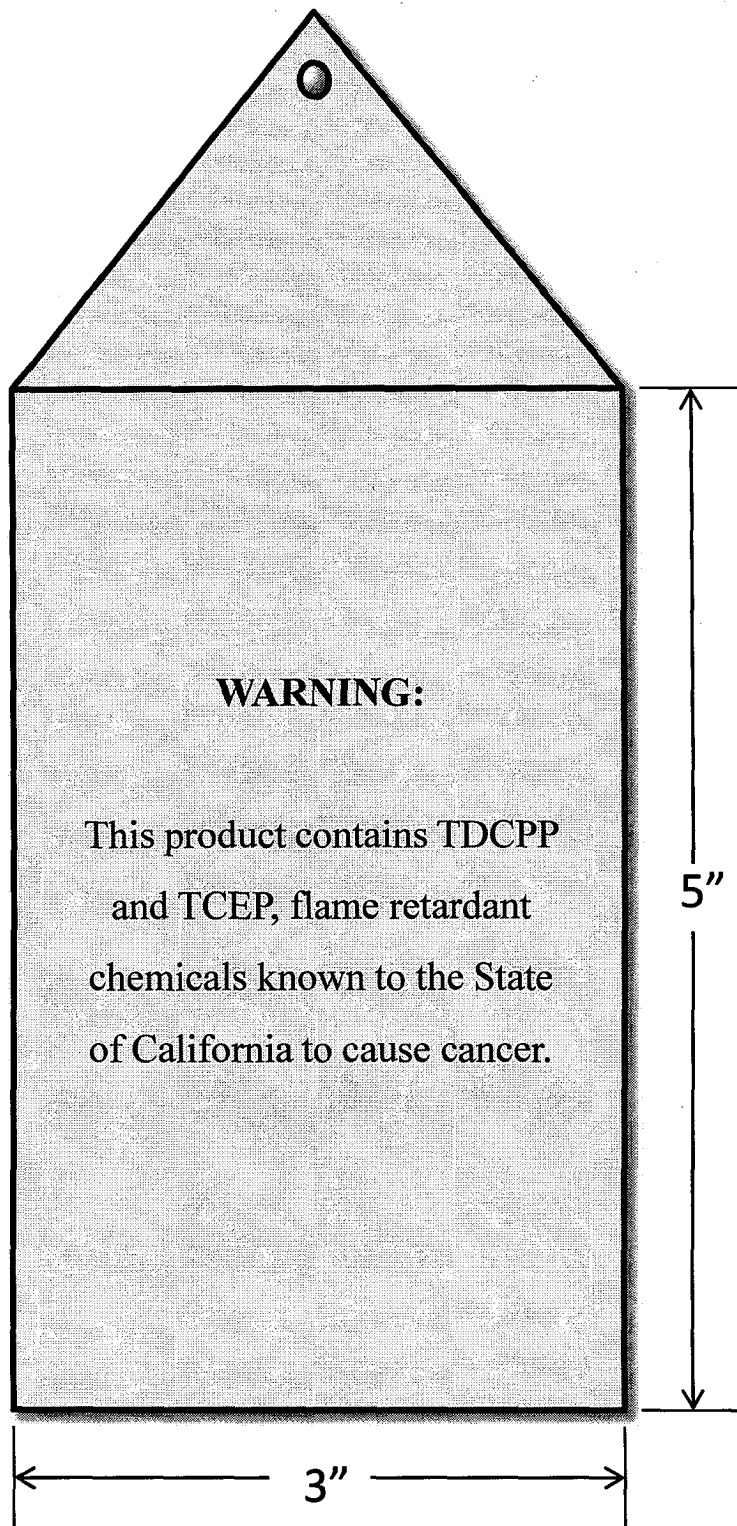 WARNING:
This product contains TDCPP
and TCEP, flame retardant
chemicals known to the State
of California to cause cancer.
5″
3″